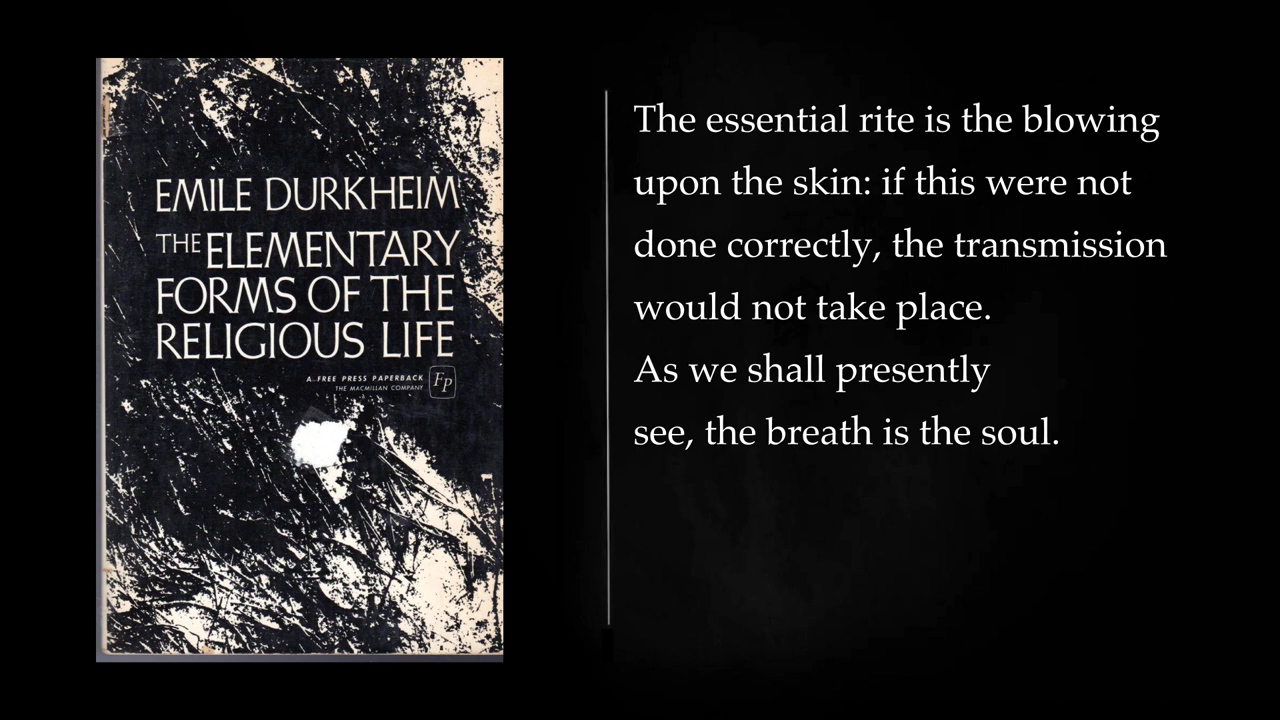 EMILE DURKHEIM
THE ELEMENTARY
FORMS OF THE
RELIGIOUS LIFE
A FREE PRESS PAPERBACK
THE MACMILLAN COMPANY
FP
The essential rite is the blowing
upon the skin: if this were not
done correctly, the transmission
would not take place.
As we shall presently
see, the breath is the soul.